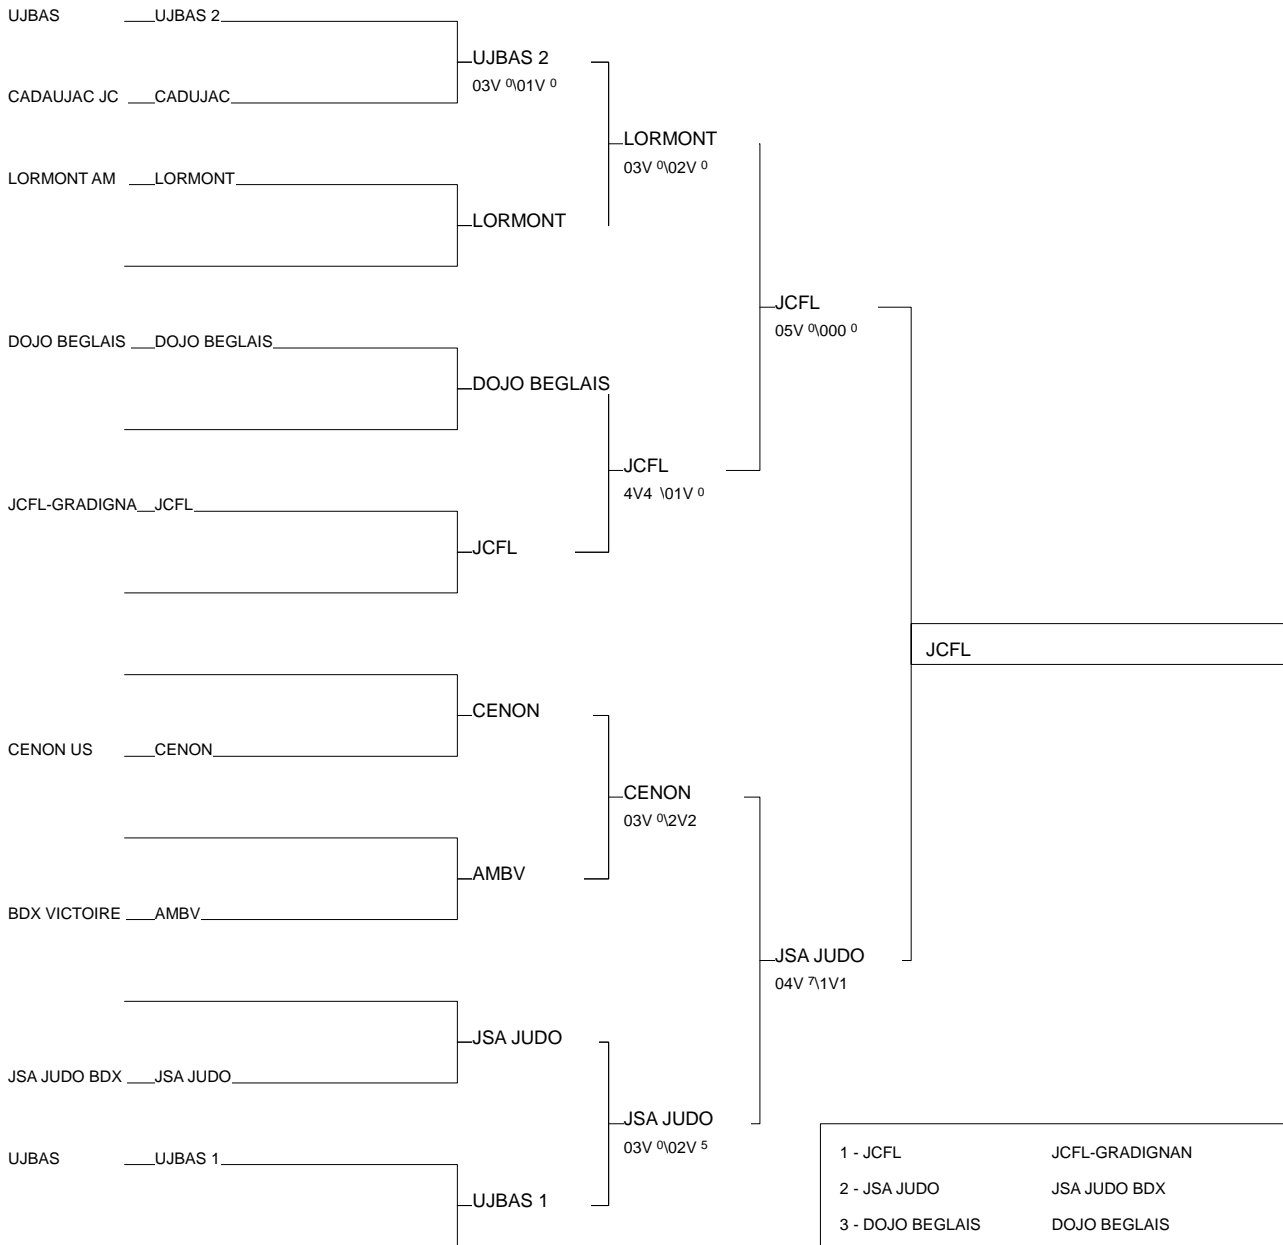 UJBAS UJBAS 2
UJBAS 2
03V 0\01V 0
CADAUJAC JC CADUJAC
LORMONT
03V 0\02V 0
LORMONT AM LORMONT
LORMONT
JCFL
05V 0\000 0
DOJO BEGLAIS DOJO BEGLAIS
DOJO BEGLAIS
JCFL
4V4 \01V 0
JCFL-GRADIGNA JCFL
JCFL
JCFL
CENON
CENON US CENON
CENON
03V 0\2V2
AMBV
BDX VICTOIRE AMBV
JSA JUDO
04V 7\1V1
JSA JUDO
JSA JUDO BDX JSA JUDO
JSA JUDO
03V 0\02V 5
UJBAS UJBAS 1
UJBAS 1
1 - JCFL JCFL-GRADIGNAN
2 - JSA JUDO JSA JUDO BDX
3 - DOJO BEGLAIS DOJO BEGLAIS